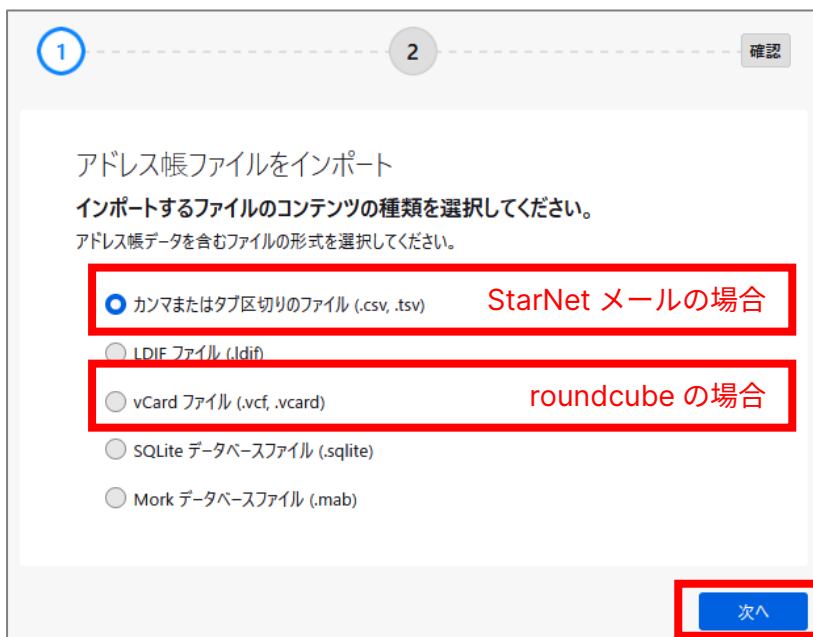 1
2
確認
アドレス帳ファイルをインポート
インポートするファイルのコンテンツの種類を選択してください。
アドレス帳データを含むファイルの形式を選択してください。
カンマまたはタブ区切りのファイル (.csv, .tsv) StarNet メールの場合
LDIF ファイル (.ldif)
vCard ファイル (.vcf, .vcard) roundcube の場合
SQLite データベースファイル (.sqlite)
Mork データベースファイル (.mab)
次へ